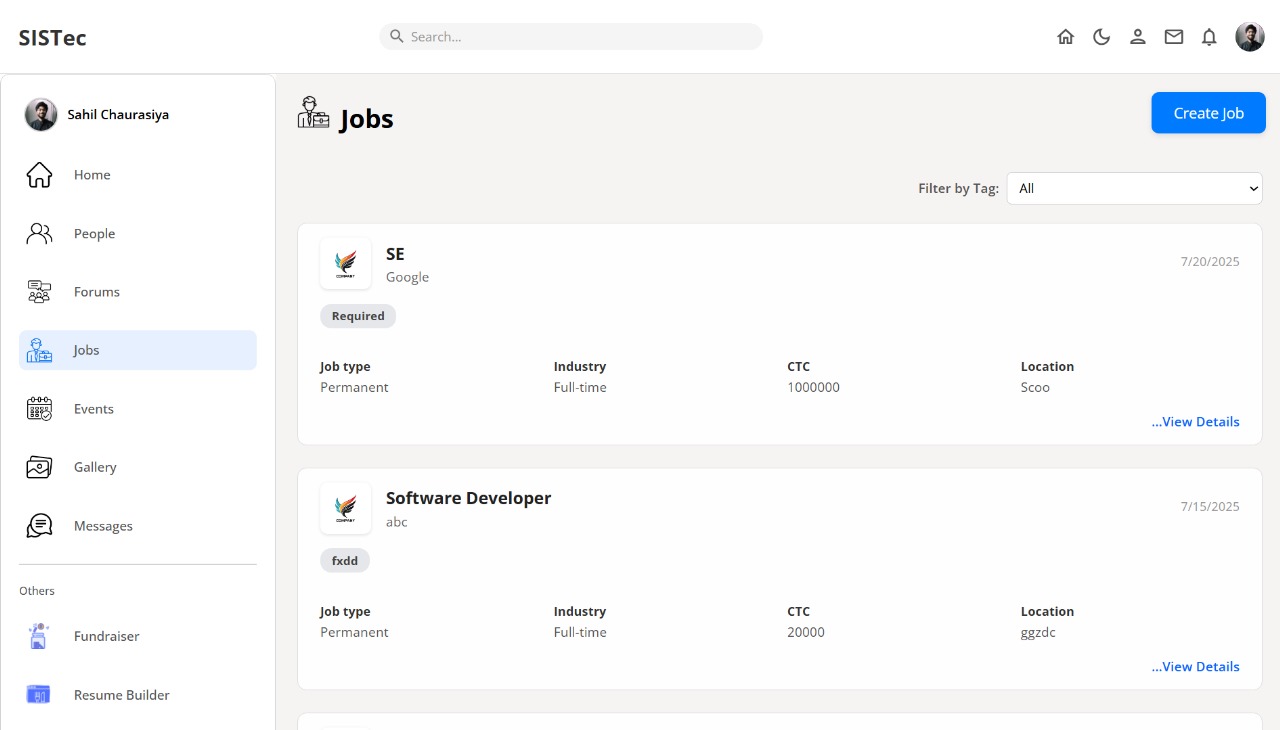 SISTec
Search...
Sahil Chaurasiya
Home
People
Forums
Jobs
Events
Gallery
Messages
Others
Fundraiser
Resume Builder
Jobs
Create Job
Filter by Tag: All
COMPANY
SE
Google
7/20/2025
Required
Job type Industry CTC Location
Permanent Full-time 1000000 Scoo
...View Details
COMPANY
Software Developer
abc
7/15/2025
fxdd
Job type Industry CTC Location
Permanent Full-time 20000 ggzdc
...View Details